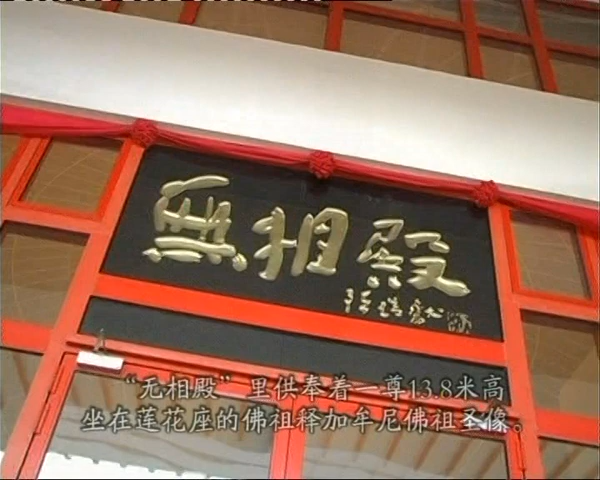 無相殿
“无相殿”里供奉着一尊13.8米高
坐在莲花座的佛祖释加牟尼佛祖圣像。